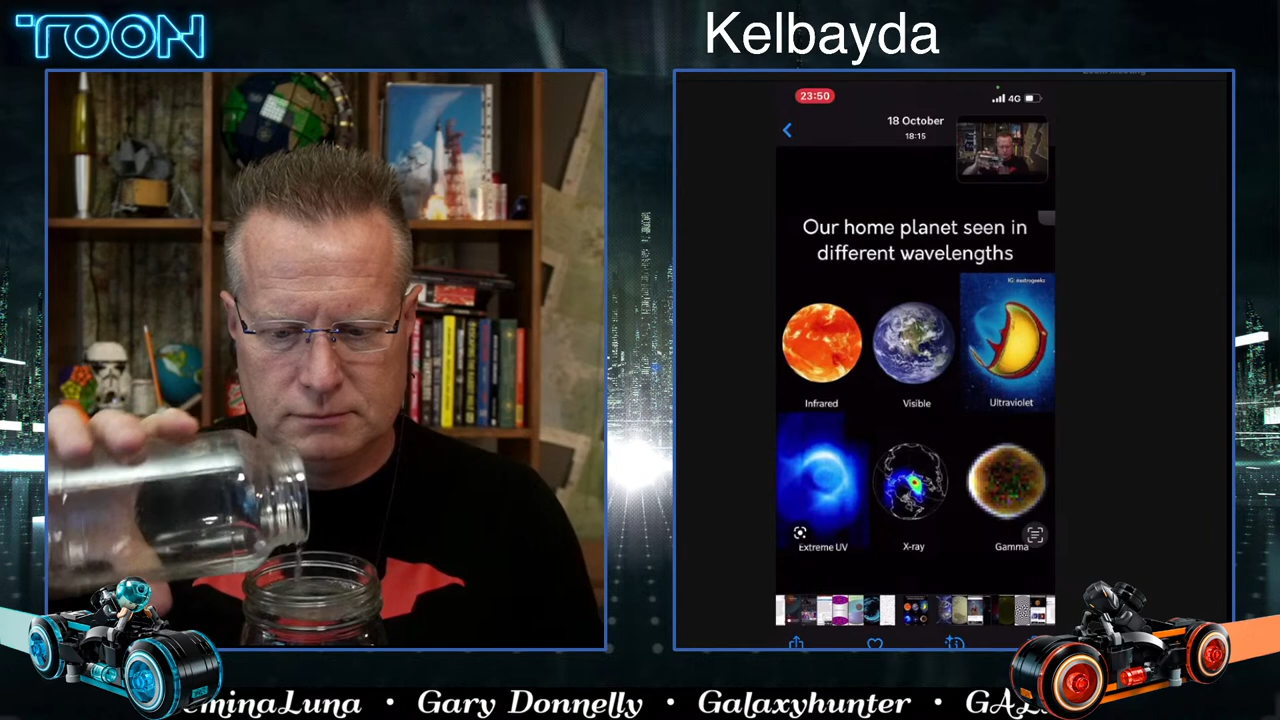 TOON
Kelbayda
23:50
4G
18 October
18:15
Our home planet seen in
different wavelengths
IG: #astrogeeks
Infrared
Visible
Ultraviolet
Extreme UV
X-ray
Gamma
minaLuna • Gary Donnelly • Galaxyhunter • GA